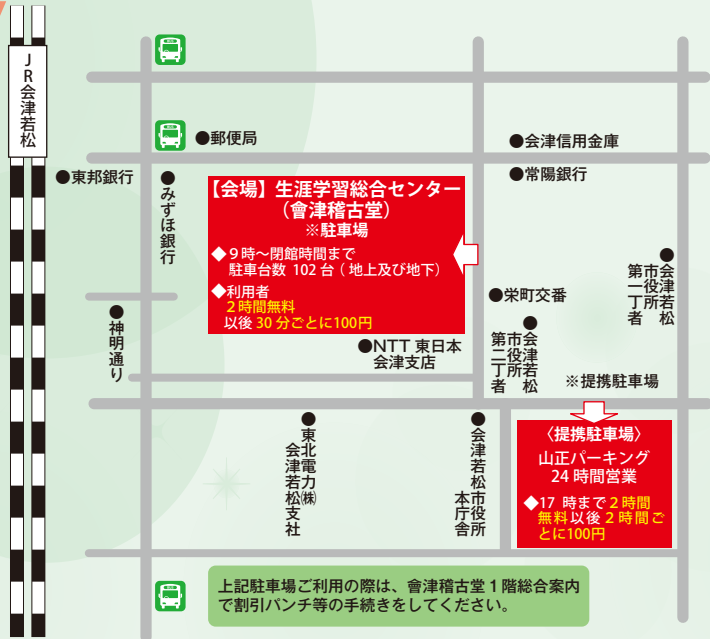 JR会津若松
●郵便局
●会津信用金庫
●東邦銀行
●みずほ銀行
●常陽銀行
【会場】生涯学習総合センター
（會津稽古堂）
※駐車場
◆9時～閉館時間まで
駐車台数 102台（地上及び地下）
◆利用者
2時間無料
以後30分ごとに100円
●会津若松
市役所
第一丁者
●栄町交番
●神明通り
●会津若松
市役所
第二丁者
●NTT 東日本
会津支店
※提携駐車場
●東北電力㈱
会津若松支社
●会津若松市役所
本庁舎
〈提携駐車場〉
山正パーキング
24時間営業
◆17 時まで2時間
無料以後2時間ご
とに100円
上記駐車場ご利用の際は、會津稽古堂1階総合案内
で割引パンチ等の手続きをしてください。